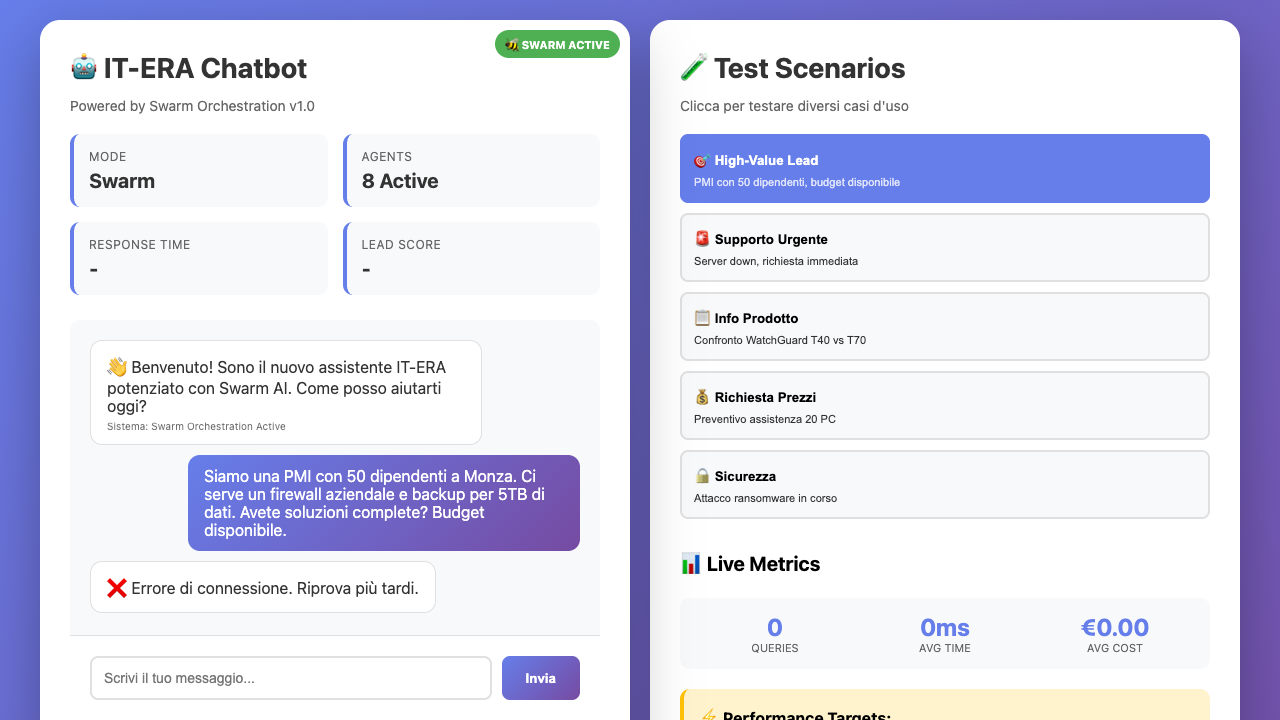 🤖 IT-ERA Chatbot
🐝 SWARM ACTIVE
Powered by Swarm Orchestration v1.0
MODE
Swarm
AGENTS
8 Active
RESPONSE TIME
-
LEAD SCORE
-
👋 Benvenuto! Sono il nuovo assistente IT-ERA
potenziato con Swarm AI. Come posso aiutarti
oggi?
Sistema: Swarm Orchestration Active
Siamo una PMI con 50 dipendenti a Monza. Ci
serve un firewall aziendale e backup per 5TB di
dati. Avete soluzioni complete? Budget
disponibile.
❌ Errore di connessione. Riprova più tardi.
Scrivi il tuo messaggio...
Invia
🧪 Test Scenarios
Clicca per testare diversi casi d'uso
🎯 High-Value Lead
PMI con 50 dipendenti, budget disponibile
🚨 Supporto Urgente
Server down, richiesta immediata
📋 Info Prodotto
Confronto WatchGuard T40 vs T70
💰 Richiesta Prezzi
Preventivo assistenza 20 PC
🔒 Sicurezza
Attacco ransomware in corso
📊 Live Metrics
0
QUERIES
0ms
AVG TIME
€0.00
AVG COST
⚡ Performance Targets: